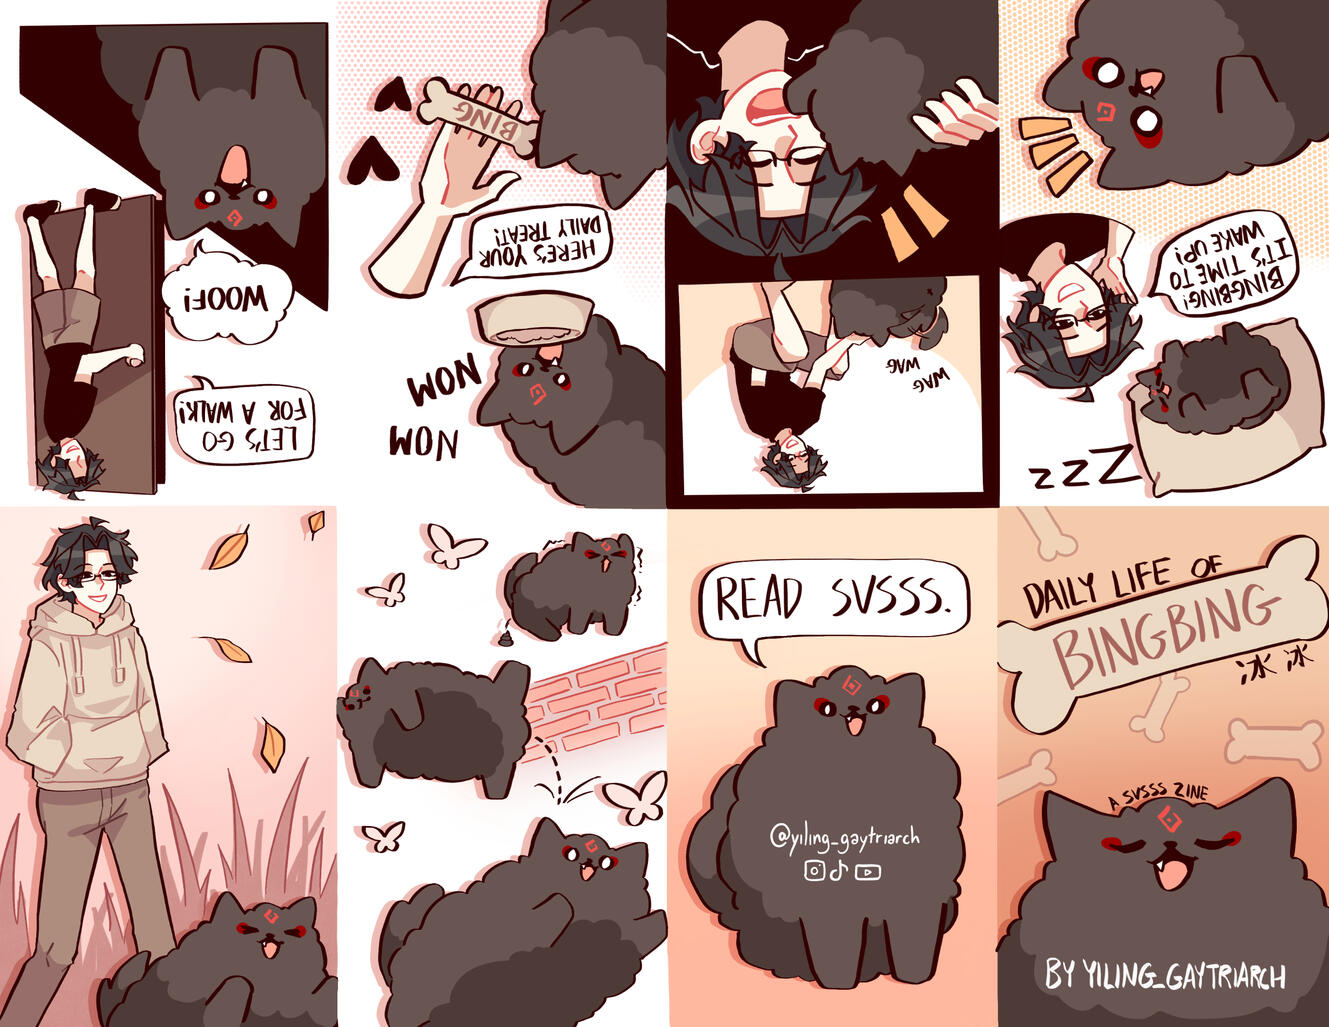 DAILY LIFE OF
BINGBING
冰冰
A SVSSS ZINE
BY YILING_GAYTRIARCH
ZZZ
BINGBING!
IT'S TIME TO
WAKE UP!
WAG
WAG
BING
HERE'S YOUR
DAILY TREAT!
NOM
NOM
LET'S GO
FOR A WALK!
WOOF!
READ SVSSS.
@yiling_gaytriarch